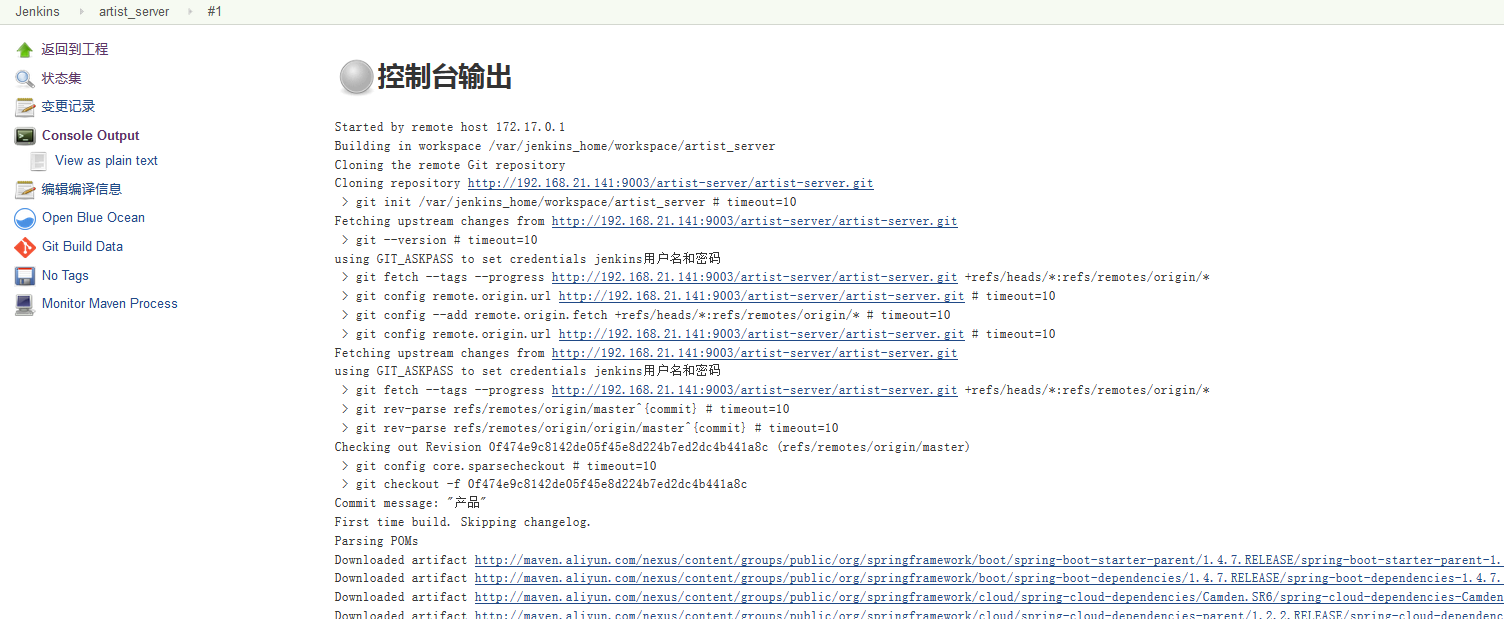 Jenkins artist_server #1
返回到工程
状态集
变更记录
Console Output
View as plain text
编辑编译信息
Open Blue Ocean
Git Build Data
No Tags
Monitor Maven Process
控制台输出
Started by remote host 172.17.0.1
Building in workspace /var/jenkins_home/workspace/artist_server
Cloning the remote Git repository
Cloning repository http://192.168.21.141:9003/artist-server/artist-server.git
> git init /var/jenkins_home/workspace/artist_server # timeout=10
Fetching upstream changes from http://192.168.21.141:9003/artist-server/artist-server.git
> git --version # timeout=10
using GIT_ASKPASS to set credentials jenkins用户名和密码
> git fetch --tags --progress http://192.168.21.141:9003/artist-server/artist-server.git +refs/heads/*:refs/remotes/origin/*
> git config remote.origin.url http://192.168.21.141:9003/artist-server/artist-server.git # timeout=10
> git config --add remote.origin.fetch +refs/heads/*:refs/remotes/origin/* # timeout=10
> git config remote.origin.url http://192.168.21.141:9003/artist-server/artist-server.git # timeout=10
Fetching upstream changes from http://192.168.21.141:9003/artist-server/artist-server.git
using GIT_ASKPASS to set credentials jenkins用户名和密码
> git fetch --tags --progress http://192.168.21.141:9003/artist-server/artist-server.git +refs/heads/*:refs/remotes/origin/*
> git rev-parse refs/remotes/origin/master^{commit} # timeout=10
> git rev-parse refs/remotes/origin/origin/master^{commit} # timeout=10
Checking out Revision 0f474e9c8142de05f45e8d224b7ed2dc4b441a8c (refs/remotes/origin/master)
> git config core.sparsecheckout # timeout=10
> git checkout -f 0f474e9c8142de05f45e8d224b7ed2dc4b441a8c
Commit message: "产品"
First time build. Skipping changelog.
Parsing POMs
Downloaded artifact http://maven.aliyun.com/nexus/content/groups/public/org/springframework/boot/spring-boot-starter-parent/1.4.7.RELEASE/spring-boot-starter-parent-1.
Downloaded artifact http://maven.aliyun.com/nexus/content/groups/public/org/springframework/boot/spring-boot-dependencies/1.4.7.RELEASE/spring-boot-dependencies-1.4.7.
Downloaded artifact http://maven.aliyun.com/nexus/content/groups/public/org/springframework/cloud/spring-cloud-dependencies/Camden.SR6/spring-cloud-dependencies-Camden
Downloaded artifact http://maven.aliyun.com/nexus/content/groups/public/org/springframework/cloud/spring-cloud-dependencies-parent/1.2.2.RELEASE/spring-cloud-dependenc